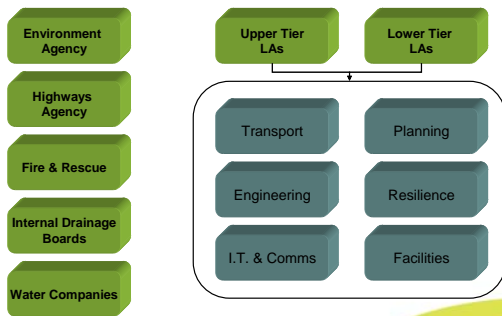 Environment
Agency
Highways
Agency
Fire & Rescue
Internal Drainage
Boards
Water Companies
Upper Tier
LAs
Lower Tier
LAs
Transport
Planning
Engineering
Resilience
I.T. & Comms
Facilities